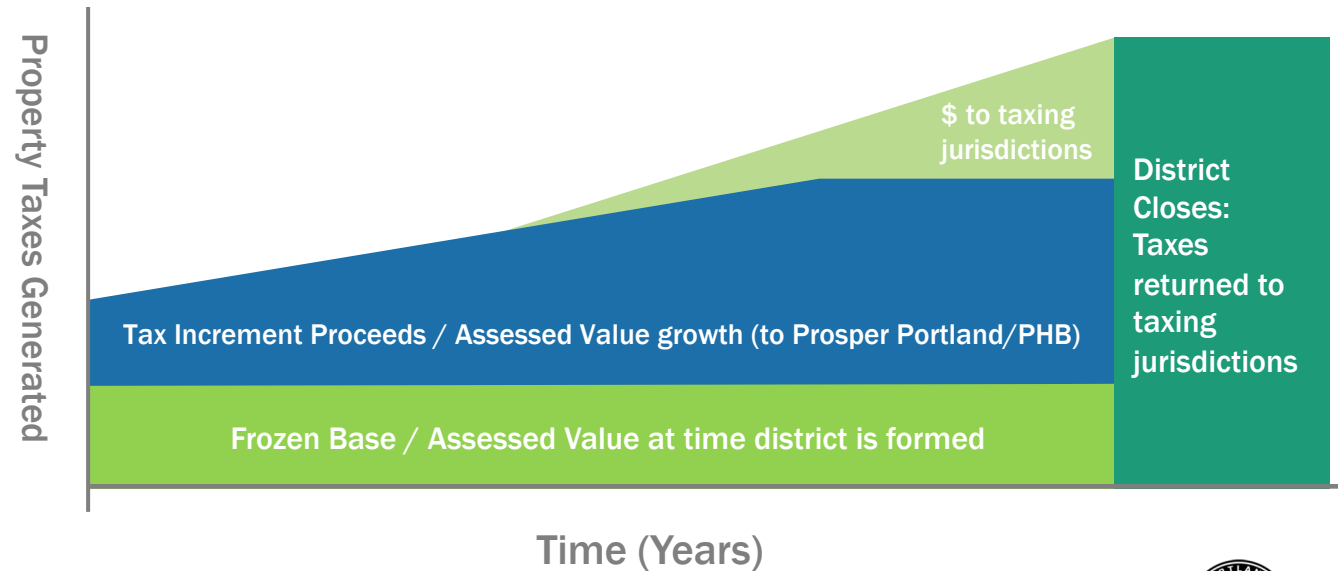 Property Taxes Generated
$ to taxing
jurisdictions
District
Closes:
Taxes
returned to
taxing
jurisdictions
Tax Increment Proceeds / Assessed Value growth (to Prosper Portland/PHB)
Frozen Base / Assessed Value at time district is formed
Time (Years)